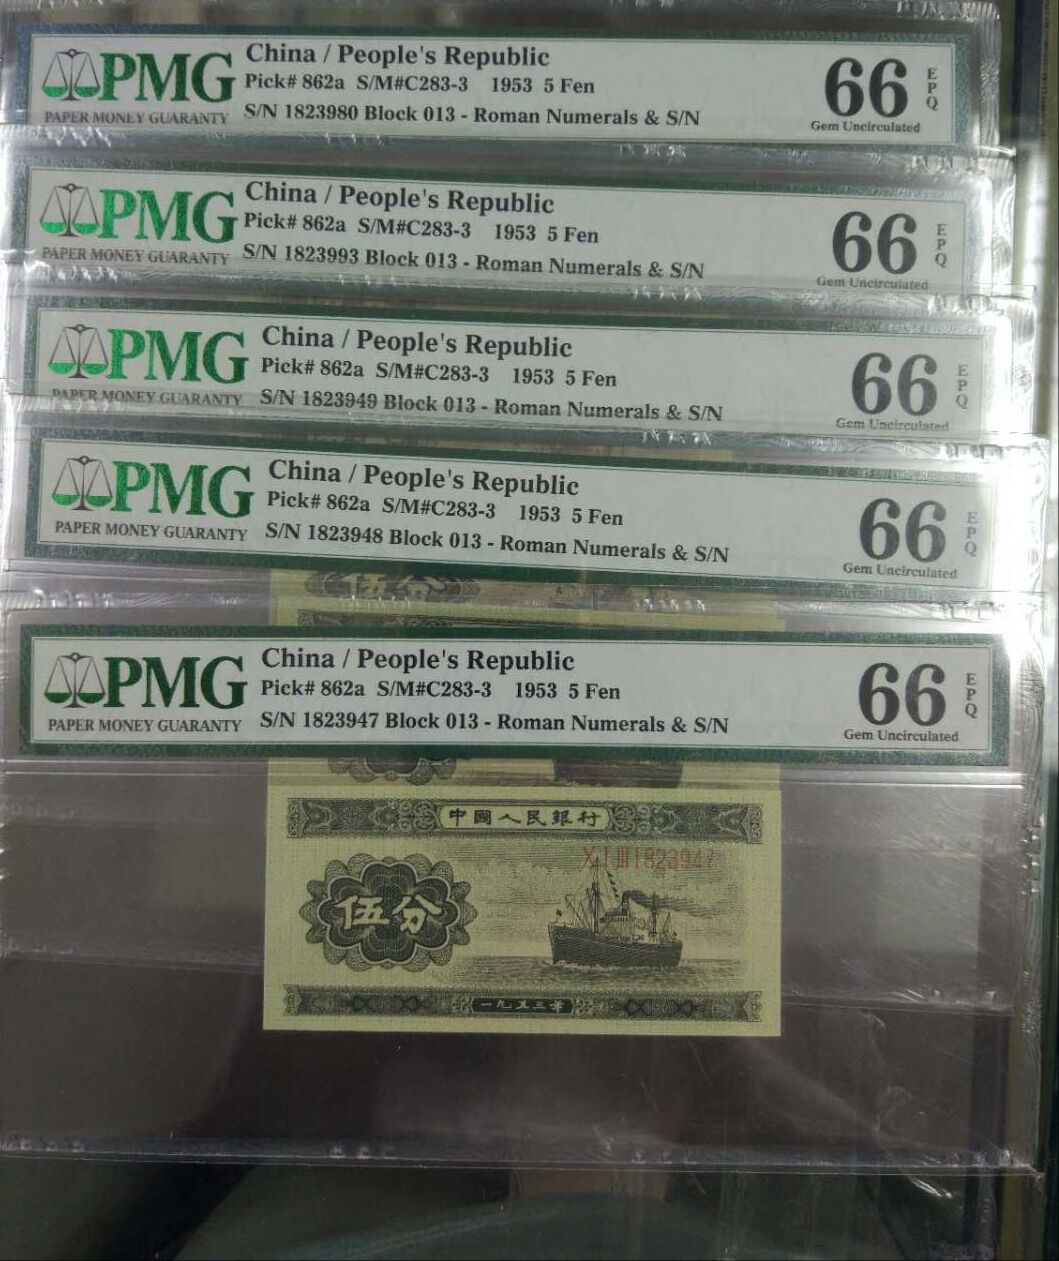 PMG
PAPER MONEY GUARANTY
China / People's Republic
Pick# 862a S/M#C283-3 1953 5 Fen
S/N 1823980 Block 013 - Roman Numerals & S/N
66
EPQ
Gem Uncirculated
PMG
PAPER MONEY GUARANTY
China / People's Republic
Pick# 862a S/M#C283-3 1953 5 Fen
S/N 1823993 Block 013 - Roman Numerals & S/N
66
EPQ
Gem Uncirculated
PMG
PAPER MONEY GUARANTY
China / People's Republic
Pick# 862a S/M#C283-3 1953 5 Fen
S/N 1823949 Block 013 - Roman Numerals & S/N
66
EPQ
Gem Uncirculated
PMG
PAPER MONEY GUARANTY
China / People's Republic
Pick# 862a S/M#C283-3 1953 5 Fen
S/N 1823948 Block 013 - Roman Numerals & S/N
66
EPQ
Gem Uncirculated
伍分
PMG
PAPER MONEY GUARANTY
China / People's Republic
Pick# 862a S/M#C283-3 1953 5 Fen
S/N 1823947 Block 013 - Roman Numerals & S/N
66
EPQ
Gem Uncirculated
中國人民銀行
X I III 1823947
伍分
一九五三年